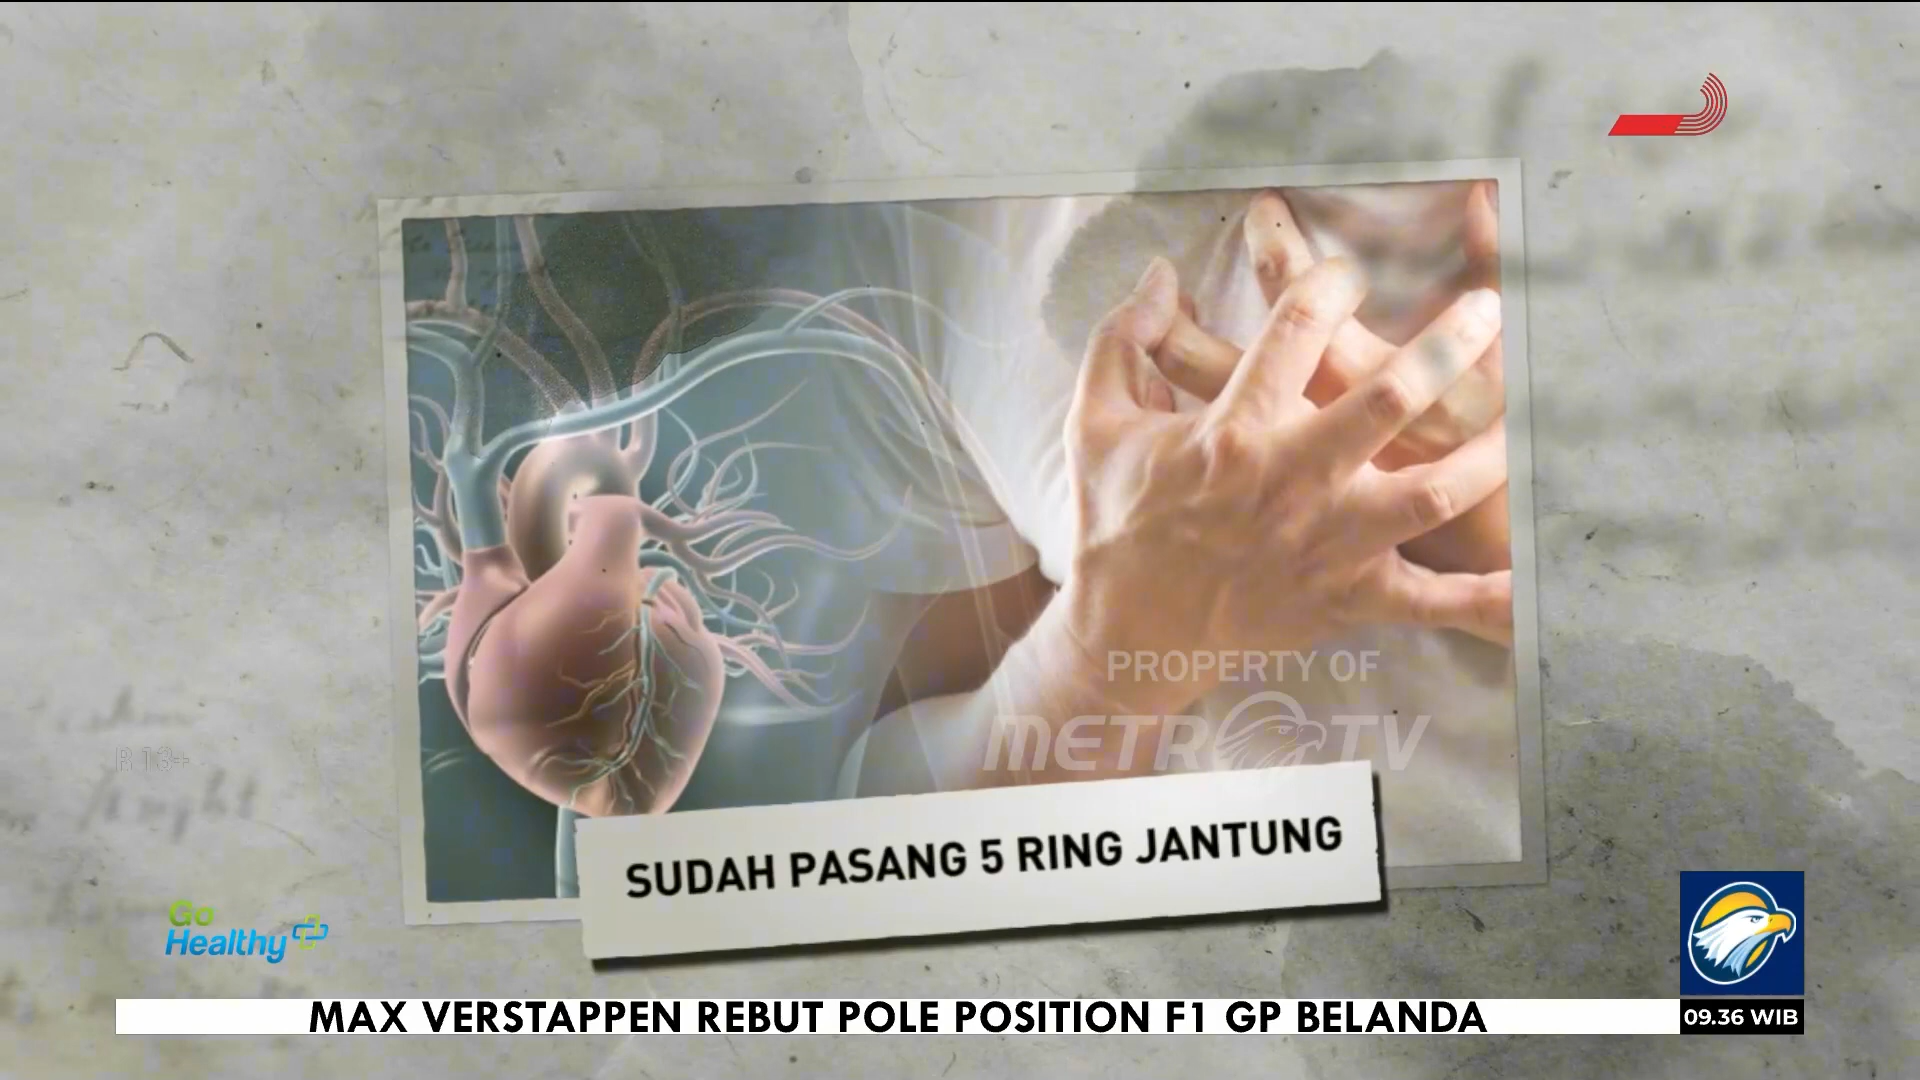 PROPERTY OF
METRO TV
SUDAH PASANG 5 RING JANTUNG
R 13+
Go
Healthy
MAX VERSTAPPEN REBUT POLE POSITION F1 GP BELANDA
09.36 WIB